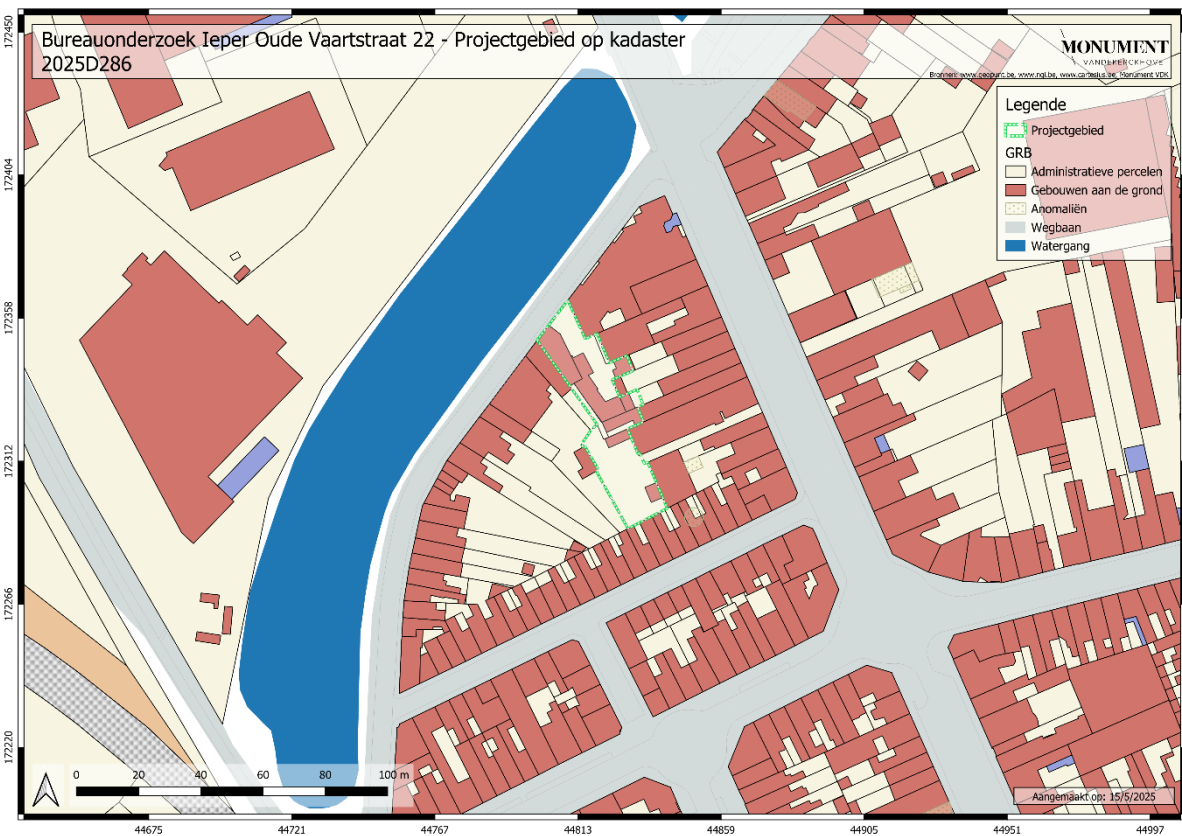 Bureauonderzoek Ieper Oude Vaartstraat 22 - Projectgebied op kadaster
2025D286
MONUMENT
VANDEKERCKHOVE
Bronnen: www.geopunt.be, www.ngi.be, www.cartesius.be, Monument VDK
Legende
Projectgebied
GRB
Administratieve percelen
Gebouwen aan de grond
Anomaliën
Wegbaan
Watergang
172450
172404
172358
172312
172266
172220
0 20 40 60 80 100 m
Aangemaakt op: 15/5/2025
44675 44721 44767 44813 44859 44905 44951 44997